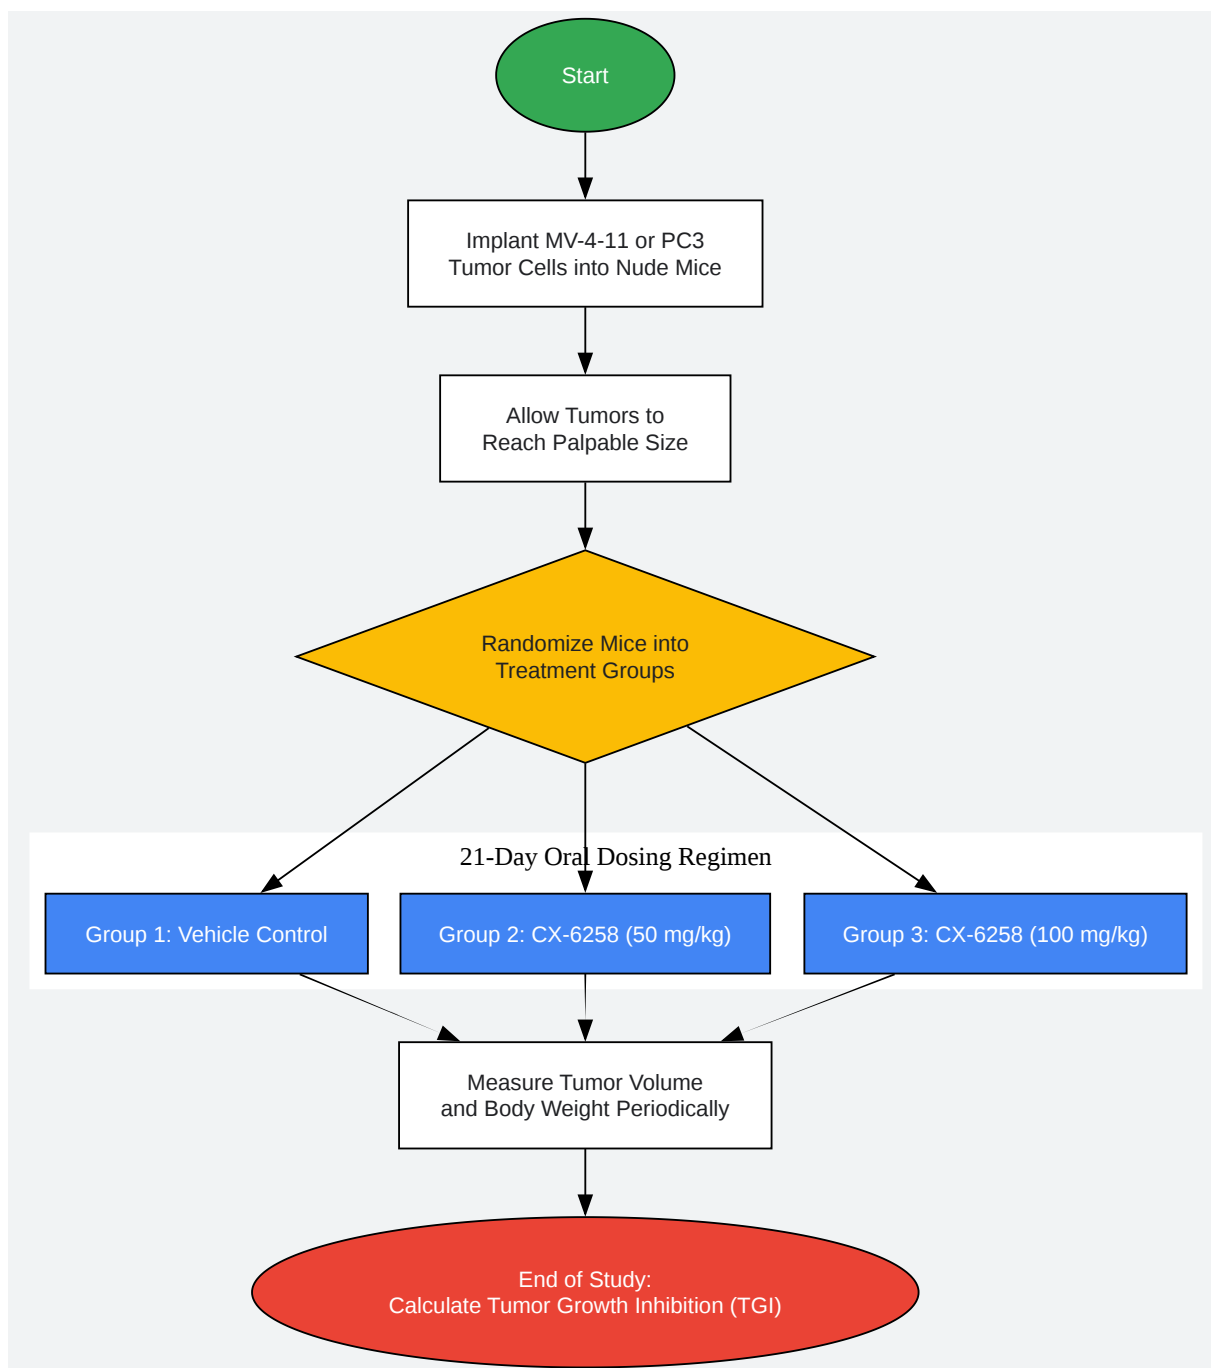 Start
Implant MV-4-11 or PC3
Tumor Cells into Nude Mice
Allow Tumors to
Reach Palpable Size
Randomize Mice into
Treatment Groups
21-Day Oral Dosing Regimen
Group 1: Vehicle Control
Group 2: CX-6258 (50 mg/kg)
Group 3: CX-6258 (100 mg/kg)
Measure Tumor Volume
and Body Weight Periodically
End of Study:
Calculate Tumor Growth Inhibition (TGI)